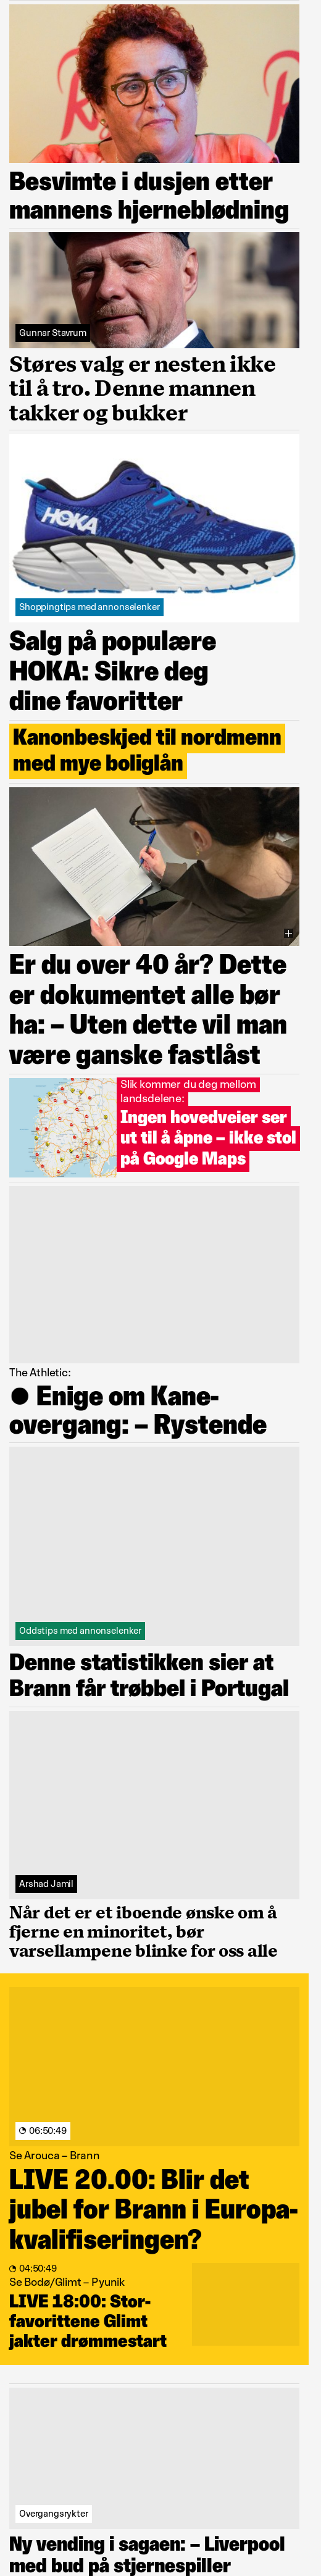 Besvimte i dusjen etter
mannens hjerneblødning
Gunnar Stavrum
Støres valg er nesten ikke
til å tro. Denne mannen
takker og bukker
HOKA
Shoppingtips med annonselenker
Salg på populære
HOKA: Sikre deg
dine favoritter
Kanonbeskjed til nordmenn
med mye boliglån
Er du over 40 år? Dette
er dokumentet alle bør
ha: – Uten dette vil man
være ganske fastlåst
Slik kommer du deg mellom
landsdelene:
Ingen hovedveier ser
ut til å åpne – ikke stol
på Google Maps
The Athletic:
● Enige om Kane-
overgang: – Rystende
Oddstips med annonselenker
Denne statistikken sier at
Brann får trøbbel i Portugal
Arshad Jamil
Når det er et iboende ønske om å
fjerne en minoritet, bør
varsellampene blinke for oss alle
06:50:49
Se Arouca – Brann
LIVE 20.00: Blir det
jubel for Brann i Europa-
kvalifiseringen?
04:50:49
Se Bodø/Glimt – Pyunik
LIVE 18:00: Stor-
favorittene Glimt
jakter drømmestart
Overgangsrykter
Ny vending i sagaen: – Liverpool
med bud på stjernespiller